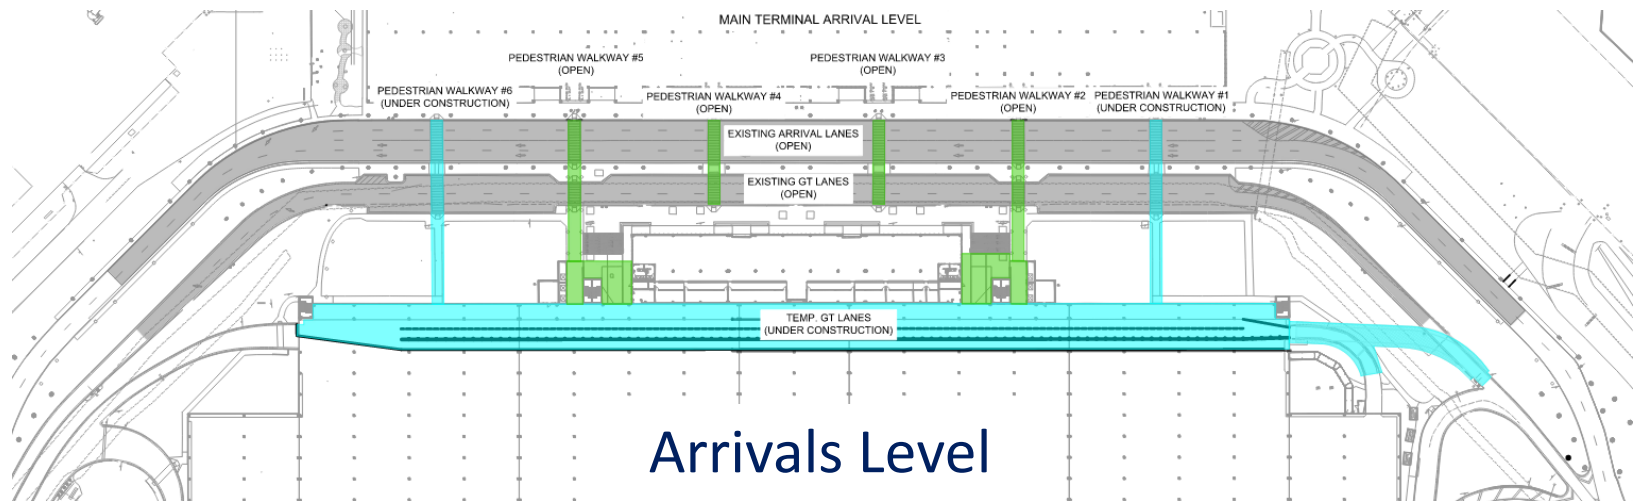 MAIN TERMINAL ARRIVAL LEVEL
PEDESTRIAN WALKWAY #5
(OPEN)
PEDESTRIAN WALKWAY #3
(OPEN)
PEDESTRIAN WALKWAY #6
(UNDER CONSTRUCTION)
PEDESTRIAN WALKWAY #4
(OPEN)
PEDESTRIAN WALKWAY #2
(OPEN)
PEDESTRIAN WALKWAY #1
(UNDER CONSTRUCTION)
EXISTING ARRIVAL LANES
(OPEN)
EXISTING GT LANES
(OPEN)
TEMP. GT LANES
(UNDER CONSTRUCTION)
Arrivals Level